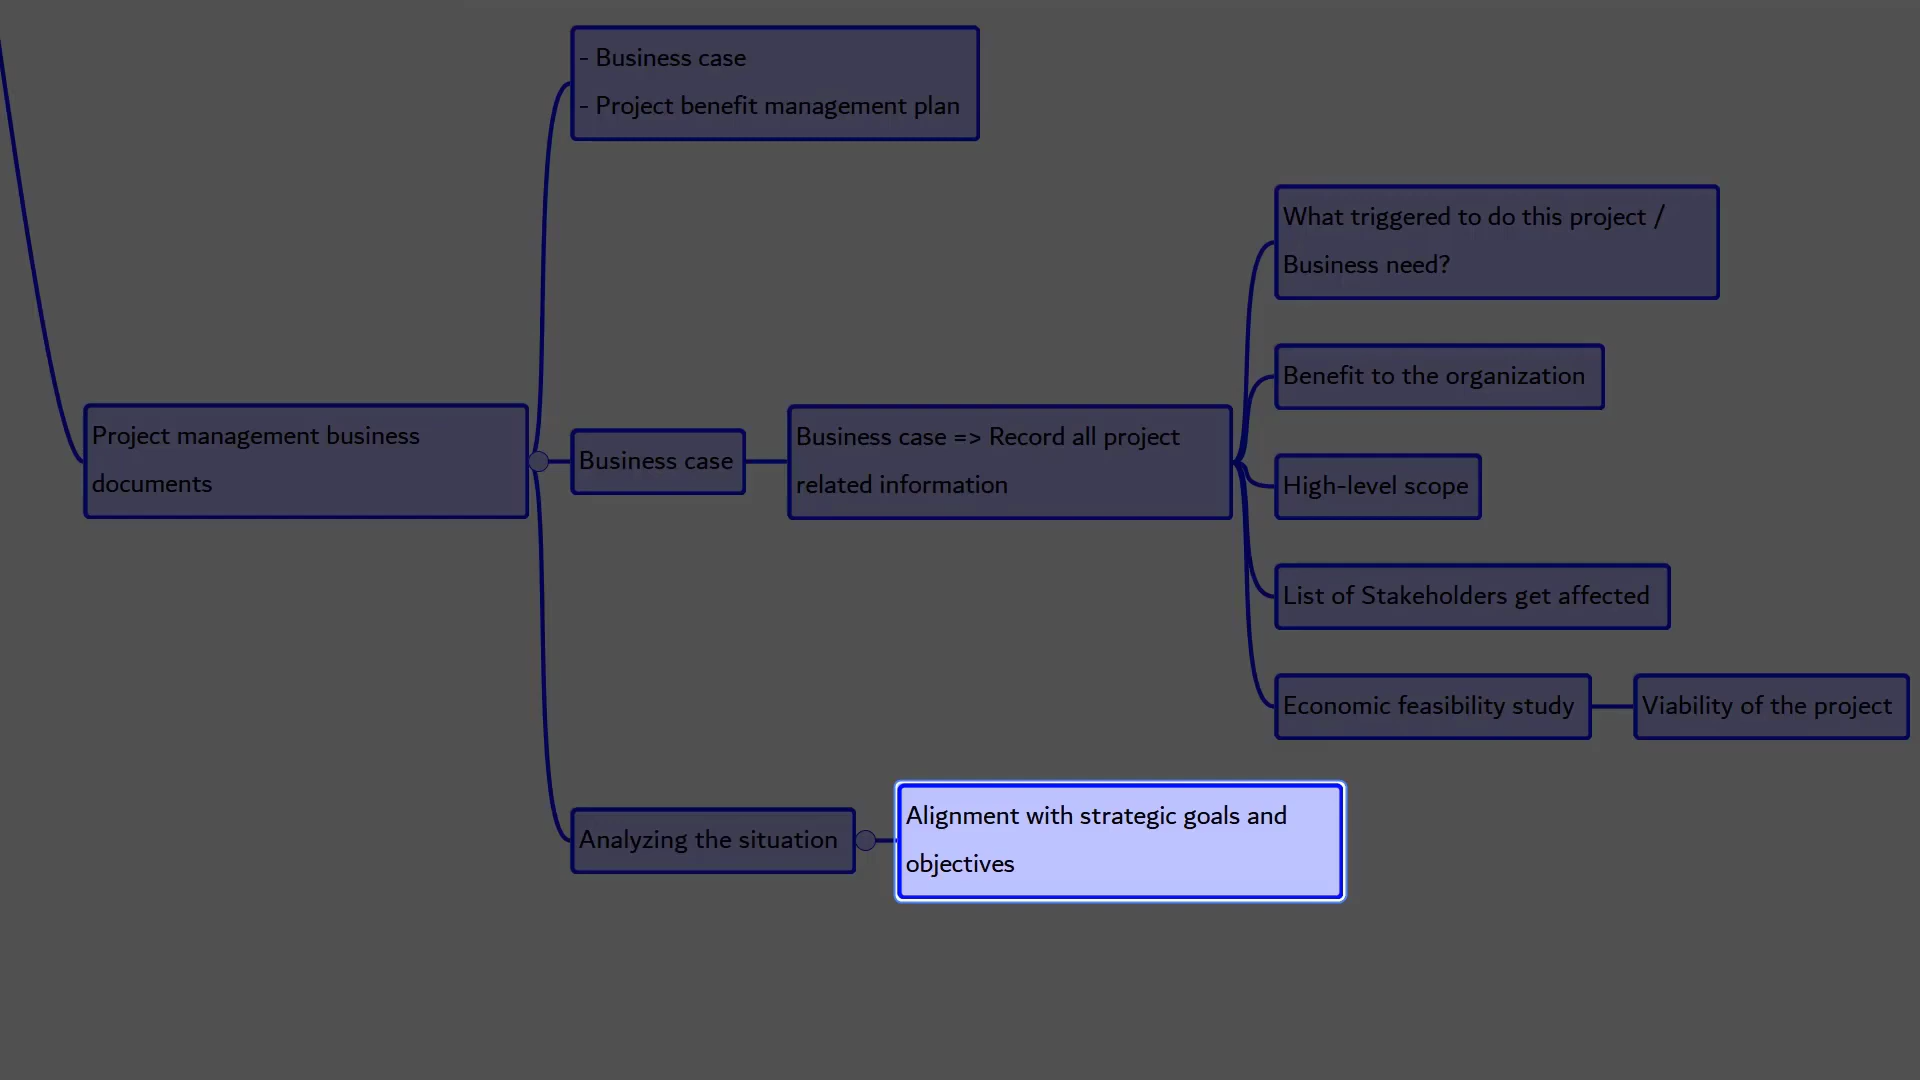 - Business case
- Project benefit management plan
What triggered to do this project /
Business need?
Benefit to the organization
Project management business
documents
Business case
Business case => Record all project
related information
High-level scope
List of Stakeholders get affected
Economic feasibility study
Viability of the project
Analyzing the situation
Alignment with strategic goals and
objectives